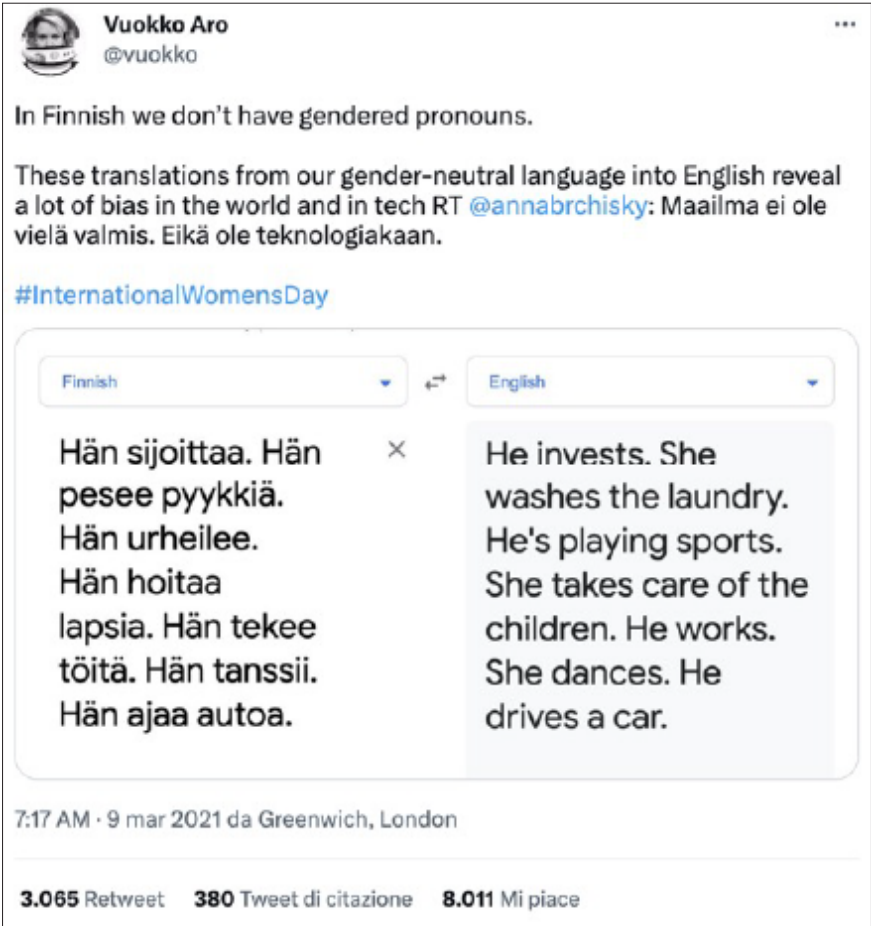 Vuokko Aro
@vuokko
In Finnish we don't have gendered pronouns.
These translations from our gender-neutral language into English reveal
a lot of bias in the world and in tech RT @annabrchisky: Maailma ei ole
vielä valmis. Eikä ole teknologiakaan.
#InternationalWomensDay
Finnish
English
Hän sijoittaa. Hän
pesee pyykkiä.
Hän urheilee.
Hän hoitaa
lapsia. Hän tekee
töitä. Hän tanssii.
Hän ajaa autoa.
He invests. She
washes the laundry.
He's playing sports.
She takes care of the
children. He works.
She dances. He
drives a car.
7:17 AM · 9 mar 2021 da Greenwich, London
3.065 Retweet 380 Tweet di citazione 8.011 Mi piace